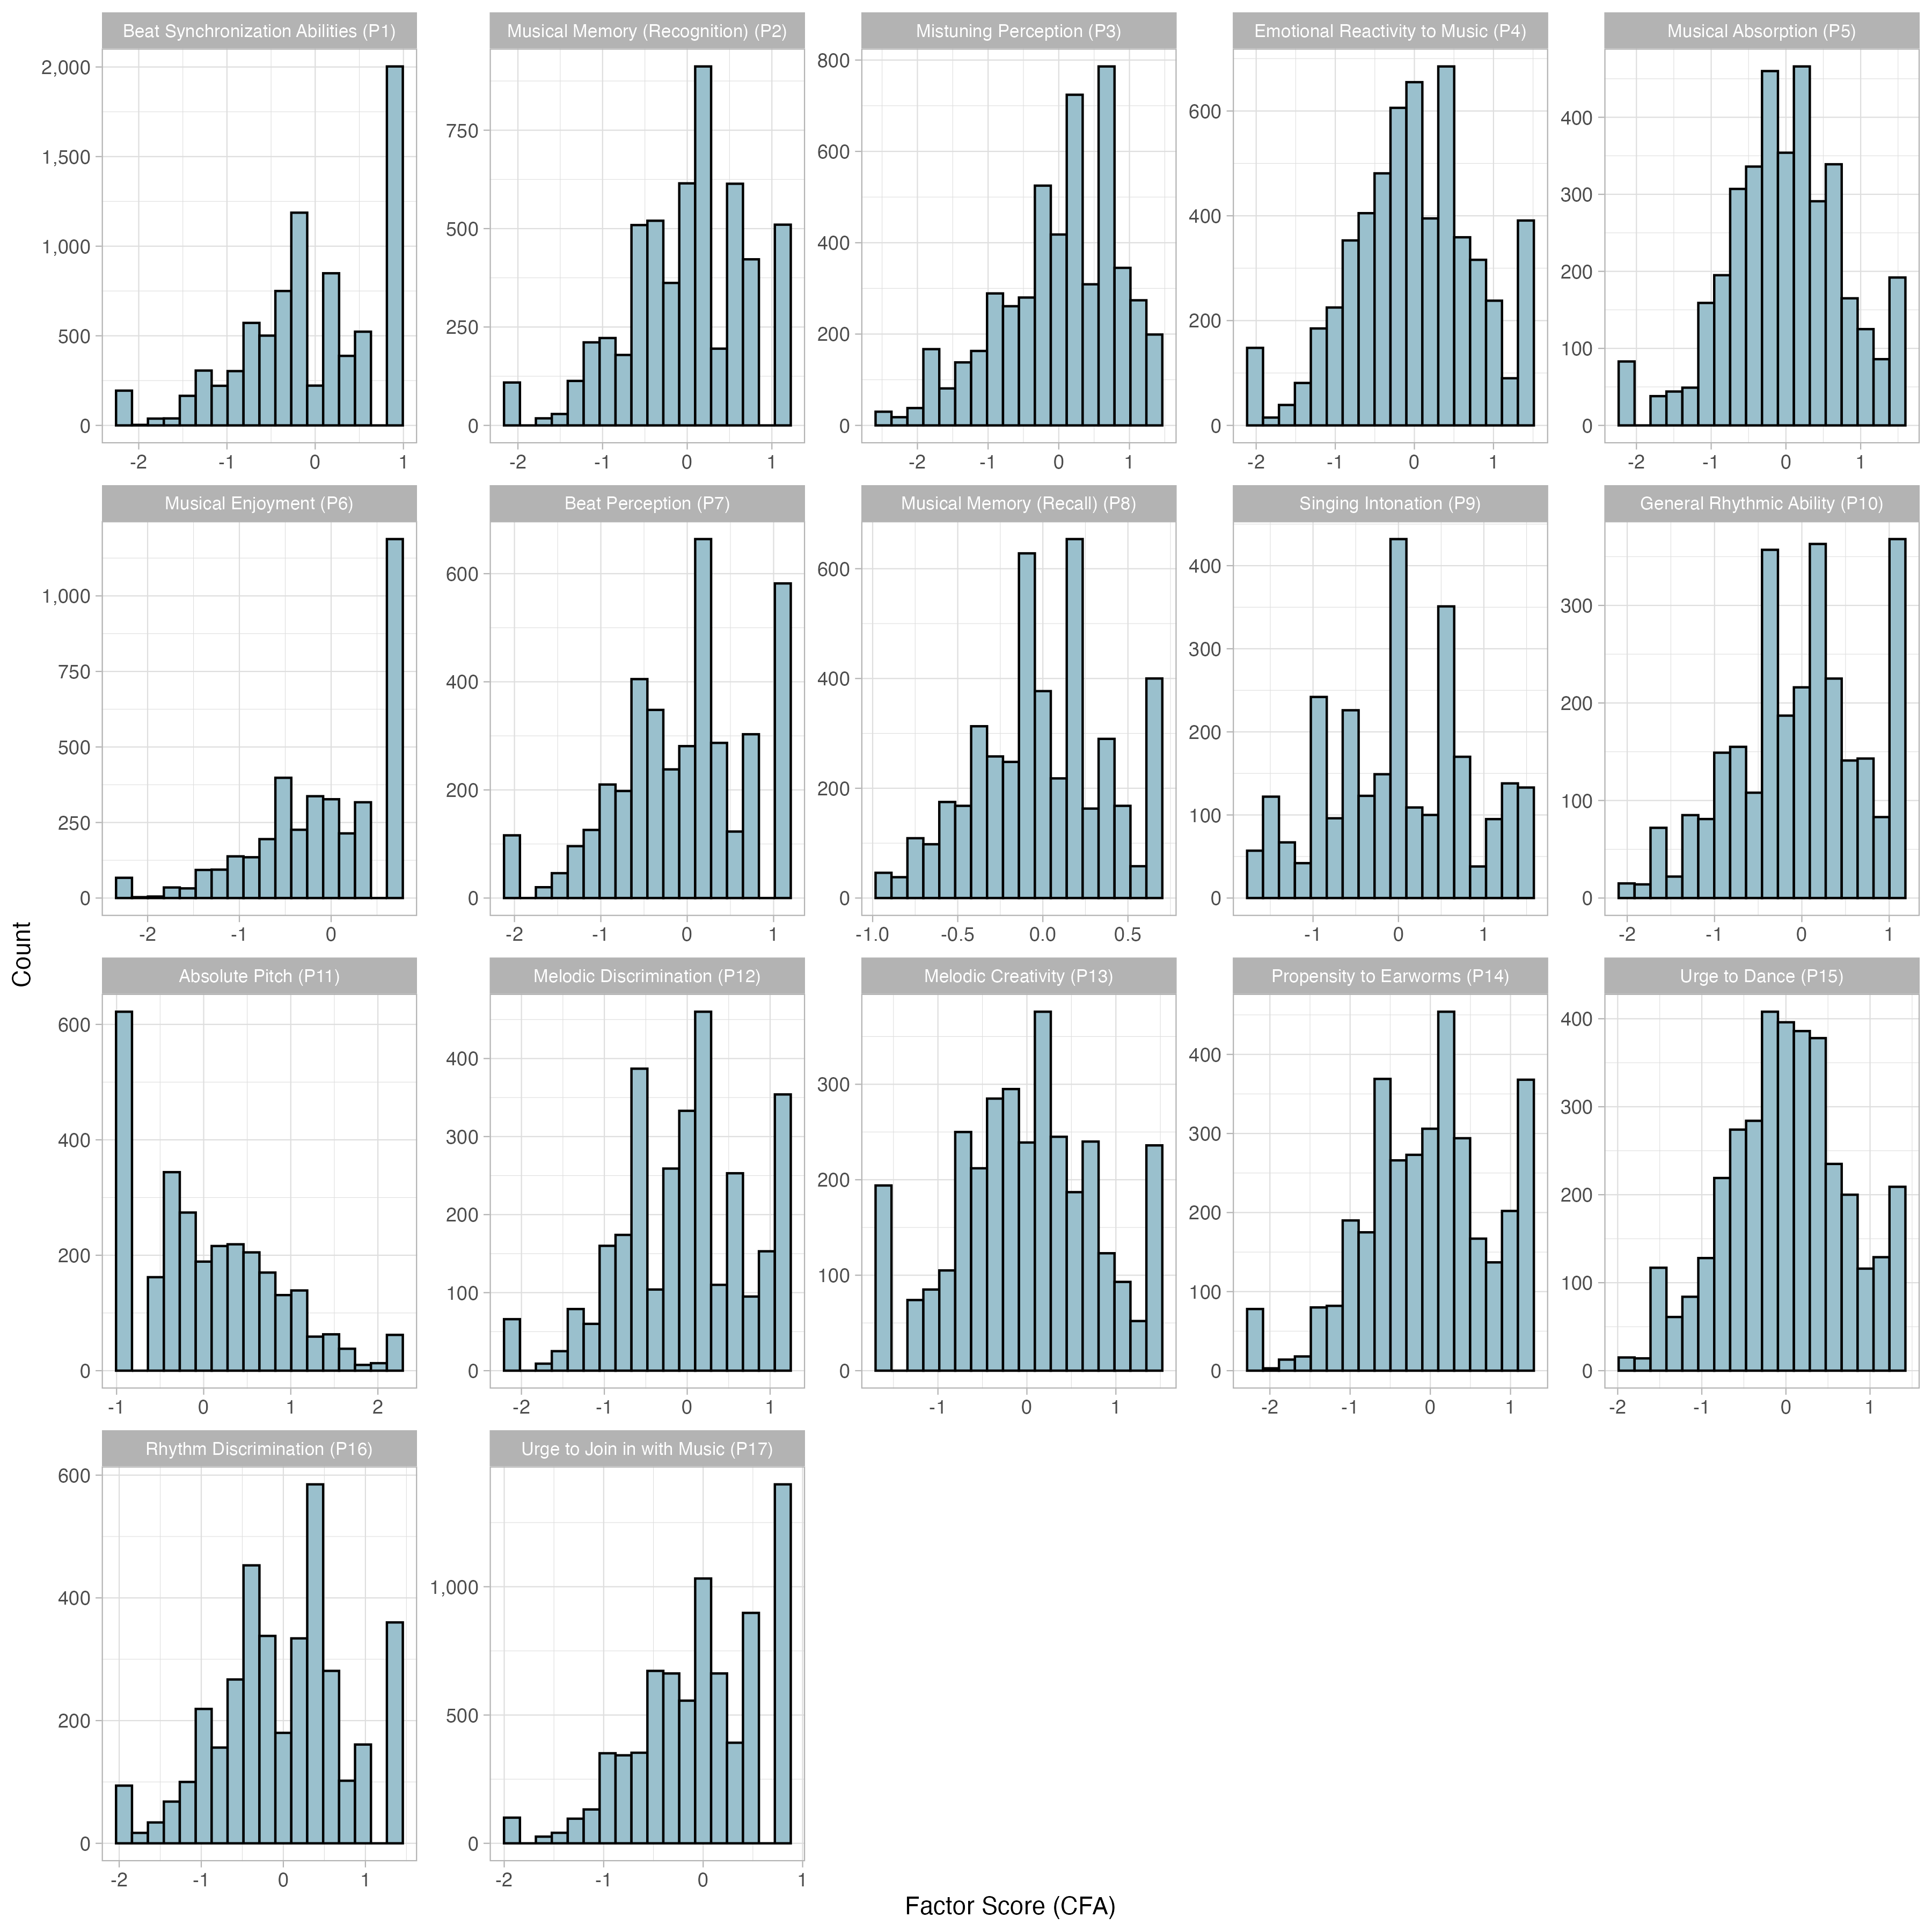 Beat Synchronization Abilities (P1)
Musical Memory (Recognition) (P2)
Mistuning Perception (P3)
Emotional Reactivity to Music (P4)
Musical Absorption (P5)
2,000
1,500
1,000
500
0
-2 -1 0 1
750
500
250
0
-2 -1 0 1
800
600
400
200
0
-2 -1 0 1
600
400
200
0
-2 -1 0 1
400
300
200
100
0
-2 -1 0 1
Musical Enjoyment (P6)
Beat Perception (P7)
Musical Memory (Recall) (P8)
Singing Intonation (P9)
General Rhythmic Ability (P10)
1,000
750
500
250
0
-2 -1 0
600
400
200
0
-2 -1 0 1
600
400
200
0
-1.0 -0.5 0.0 0.5
400
300
200
100
0
-1 0 1
300
200
100
0
-2 -1 0 1
Count
Absolute Pitch (P11)
Melodic Discrimination (P12)
Melodic Creativity (P13)
Propensity to Earworms (P14)
Urge to Dance (P15)
600
400
200
0
-1 0 1 2
400
300
200
100
0
-2 -1 0 1
300
200
100
0
-1 0 1
400
300
200
100
0
-2 -1 0 1
400
300
200
100
0
-2 -1 0 1
Rhythm Discrimination (P16)
Urge to Join in with Music (P17)
600
400
200
0
-2 -1 0 1
1,000
500
0
-2 -1 0 1
Factor Score (CFA)